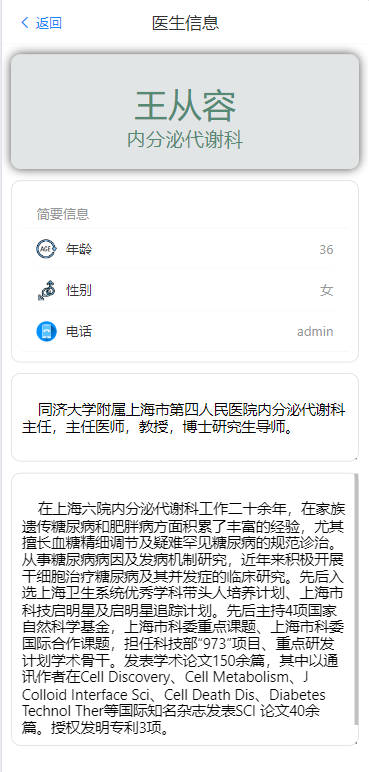 返回
医生信息
王从容
内分泌代谢科
简要信息
AGE
年龄
36
性别
女
电话
admin
同济大学附属上海市第四人民医院内分泌代谢科
主任，主任医师，教授，博士研究生导师。
在上海六院内分泌代谢科工作二十余年，在家族
遗传糖尿病和肥胖病方面积累了丰富的经验，尤其
擅长血糖精细调节及疑难罕见糖尿病的规范诊治。
从事糖尿病病因及发病机制研究，近年来积极开展
干细胞治疗糖尿病及其并发症的临床研究。先后入
选上海卫生系统优秀学科带头人培养计划、上海市
科技启明星及启明星追踪计划。先后主持4项国家
自然科学基金，上海市科委重点课题、上海市科委
国际合作课题，担任科技部“973”项目、重点研发
计划学术骨干。发表学术论文150余篇，其中以通
讯作者在Cell Discovery、Cell Metabolism、J
Colloid Interface Sci、Cell Death Dis、Diabetes
Technol Ther等国际知名杂志发表SCI 论文40余
篇。授权发明专利3项。